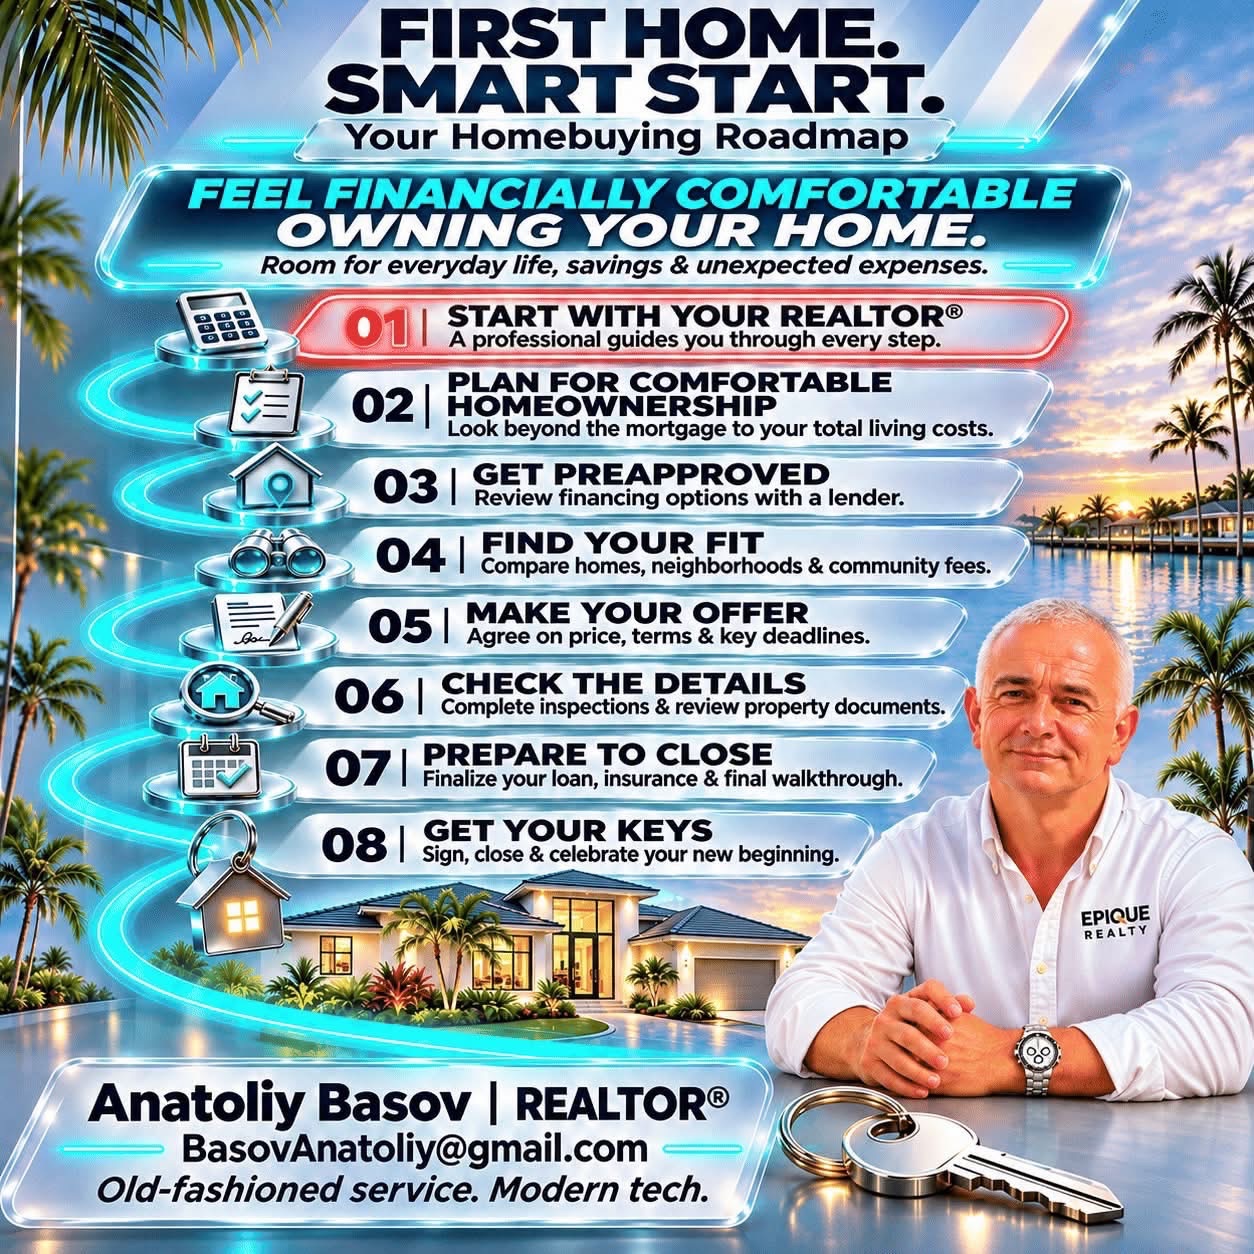 FIRST HOME.
SMART START.
Your Homebuying Roadmap
FEEL FINANCIALLY COMFORTABLE
OWNING YOUR HOME.
Room for everyday life, savings & unexpected expenses.
01 | START WITH YOUR REALTOR®
A professional guides you through every step.
02 | PLAN FOR COMFORTABLE
HOMEOWNERSHIP
Look beyond the mortgage to your total living costs.
03 | GET PREAPPROVED
Review financing options with a lender.
04 | FIND YOUR FIT
Compare homes, neighborhoods & community fees.
05 | MAKE YOUR OFFER
Agree on price, terms & key deadlines.
06 | CHECK THE DETAILS
Complete inspections & review property documents.
07 | PREPARE TO CLOSE
Finalize your loan, insurance & final walkthrough.
08 | GET YOUR KEYS
Sign, close & celebrate your new beginning.
EPIQUE
REALTY
Anatoliy Basov | REALTOR®
BasovAnatoliy@gmail.com
Old-fashioned service. Modern tech.